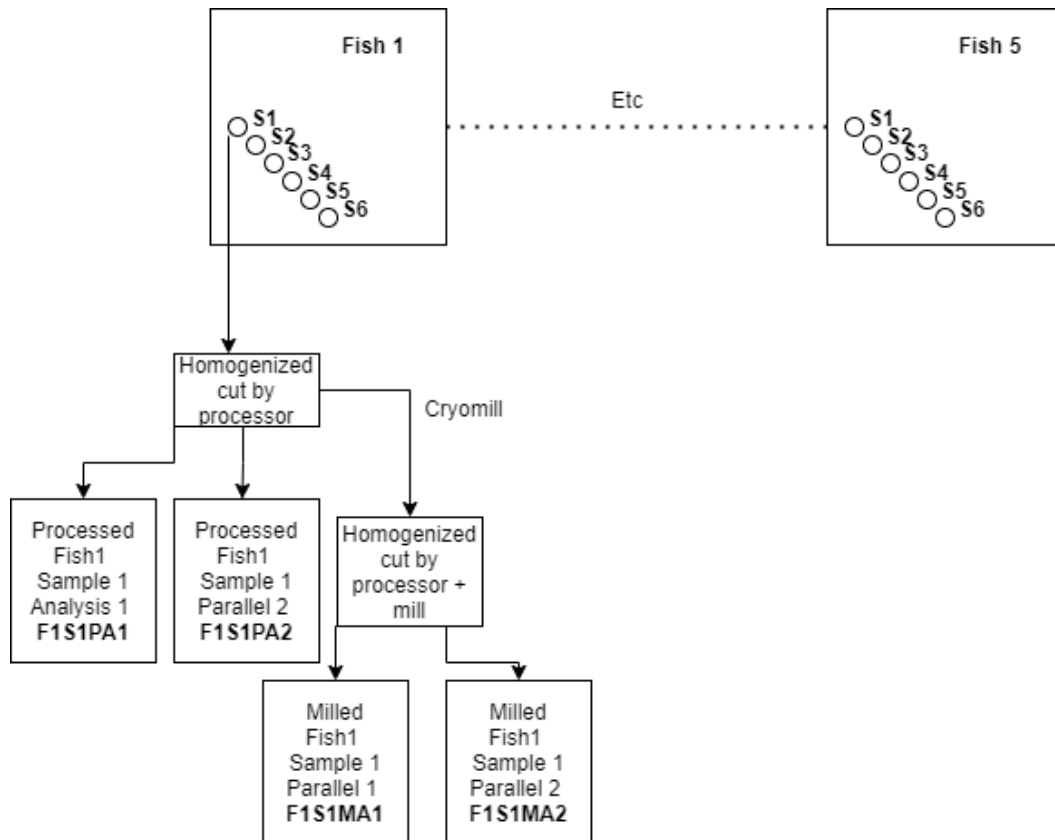 Fish 1
Fish 5
Etc
S1
S2
S3
S4
S5
S6
S1
S2
S3
S4
S5
S6
Homogenized
cut by
processor
Cryomill
Processed
Fish1
Sample 1
Analysis 1
F1S1PA1
Processed
Fish1
Sample 1
Parallel 2
F1S1PA2
Homogenized
cut by
processor +
mill
Milled
Fish1
Sample 1
Parallel 1
F1S1MA1
Milled
Fish1
Sample 1
Parallel 2
F1S1MA2